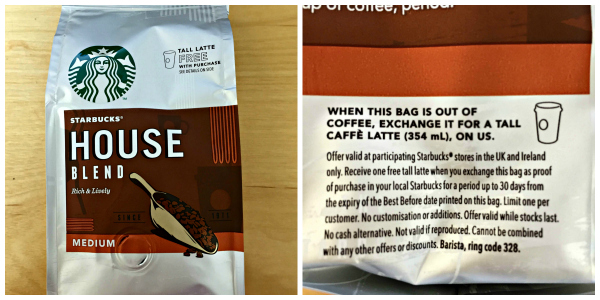 TALL LATTE
FREE
WITH PURCHASE
SEE DETAILS ON SIDE
STARBUCKS®
HOUSE
BLEND
Rich & Lively
SINCE
MEDIUM
up of coffee, period.
WHEN THIS BAG IS OUT OF
COFFEE, EXCHANGE IT FOR A TALL
CAFFÈ LATTE (354 mL), ON US.
Offer valid at participating Starbucks® stores in the UK and Ireland
only. Receive one free tall latte when you exchange this bag as proof
of purchase in your local Starbucks for a period up to 30 days from
the expiry of the Best Before date printed on this bag. Limit one per
customer. No customisation or additions. Offer valid while stocks last.
No cash alternative. Not valid if reproduced. Cannot be combined
with any other offers or discounts. Barista, ring code 328.